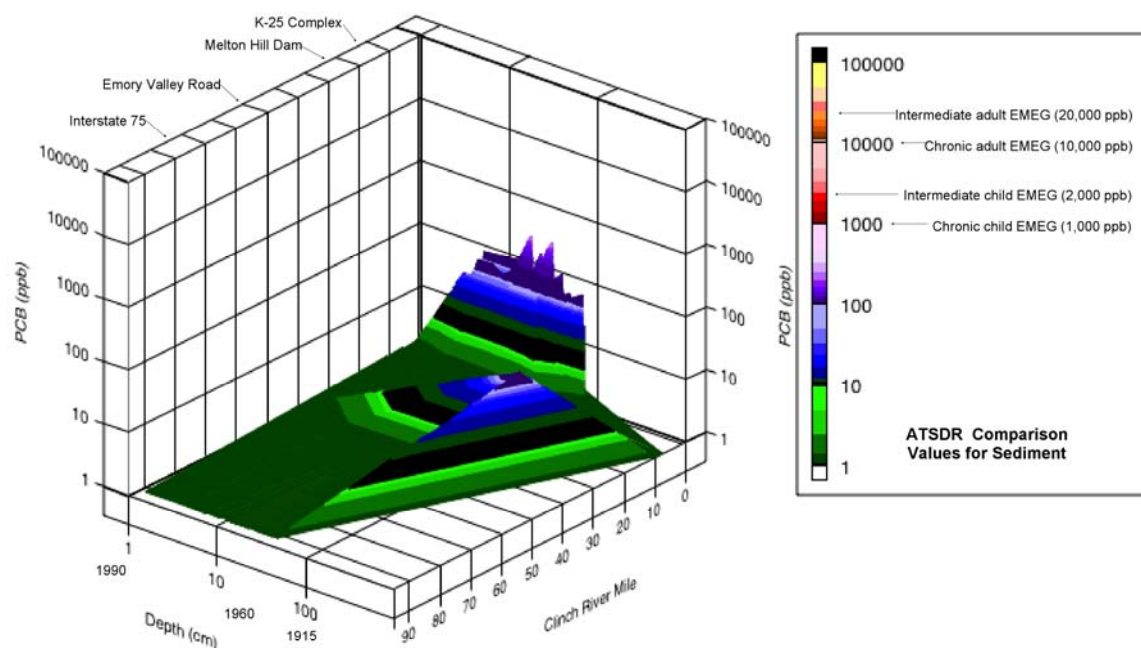 K-25 Complex
Melton Hill Dam
Emory Valley Road
Interstate 75
100000
10000
1000
100
10
1
PCB (ppb)
1
10
100
1990
1960
1915
Depth (cm)
90
80
70
60
50
40
30
20
10
0
Clinch River Mile
100000
10000
1000
100
10
1
PCB (ppb)
100000
10000
1000
100
10
1
Intermediate adult EMEG (20,000 ppb)
Chronic adult EMEG (10,000 ppb)
Intermediate child EMEG (2,000 ppb)
Chronic child EMEG (1,000 ppb)
ATSDR Comparison
Values for Sediment